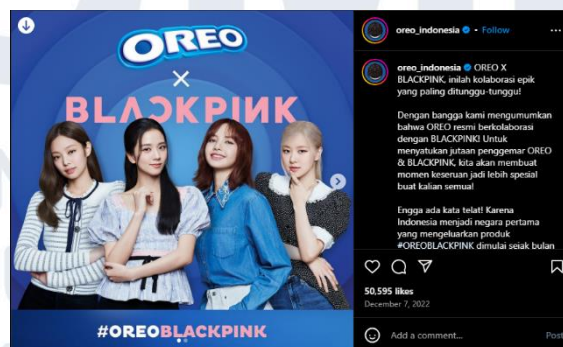 OREO
×
BLACKPIИK
#OREOBLACKPINK
oreo_indonesia • Follow
oreo_indonesia OREO X
BLACKPINK, inilah kolaborasi epik
yang paling ditunggu-tunggu!
Dengan bangga kami mengumumkan
bahwa OREO resmi berkolaborasi
dengan BLACKPINK! Untuk
menyatukan jutaan penggemar OREO
& BLACKPINK, kita akan membuat
momen keseruan jadi lebih spesial
buat kalian semua!
Engga ada kata telat! Karena
Indonesia menjadi negara pertama
yang mengeluarkan produk
#OREOBLACKPINK dimulai sejak bulan
50,595 likes
December 7, 2022
Add a comment...
Post